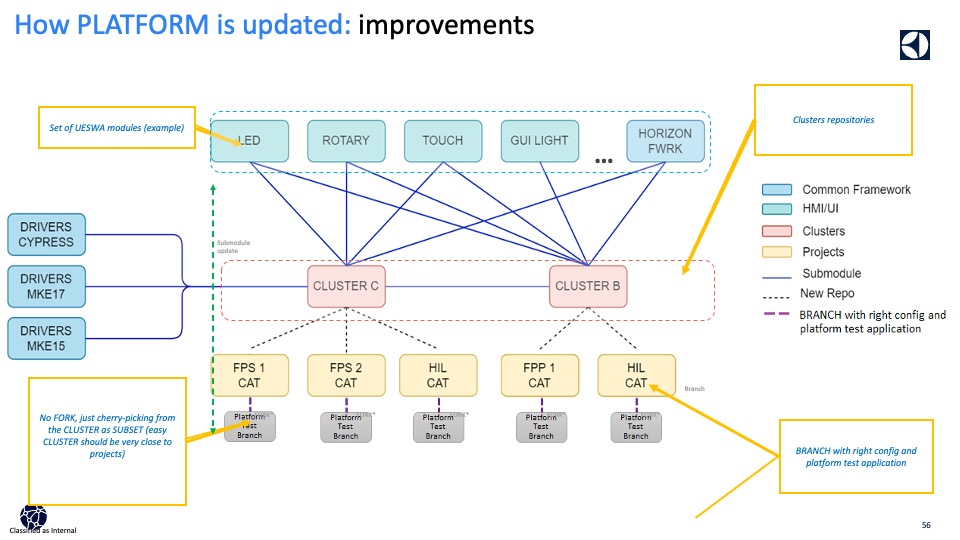 How PLATFORM is updated: improvements
Set of UESWA modules (example)
Clusters repositories
LED
ROTARY
TOUCH
GUI LIGHT
...
HORIZON
FWRK
Common Framework
HMI/UI
Clusters
Projects
Submodule
New Repo
BRANCH with right config and
platform test application
DRIVERS
CYPRESS
DRIVERS
MKE17
DRIVERS
MKE15
Submodule
update
CLUSTER C
CLUSTER B
FPS 1
CAT
FPS 2
CAT
HIL
CAT
FPP 1
CAT
HIL
CAT
Branch
Platform
Test
Branch
Platform
Test
Branch
Platform
Test
Branch
Platform
Test
Branch
Platform
Test
Branch
No FORK, just cherry-picking from
the CLUSTER as SUBSET (easy
CLUSTER should be very close to
projects)
BRANCH with right config and
platform test application
Classified as Internal
56